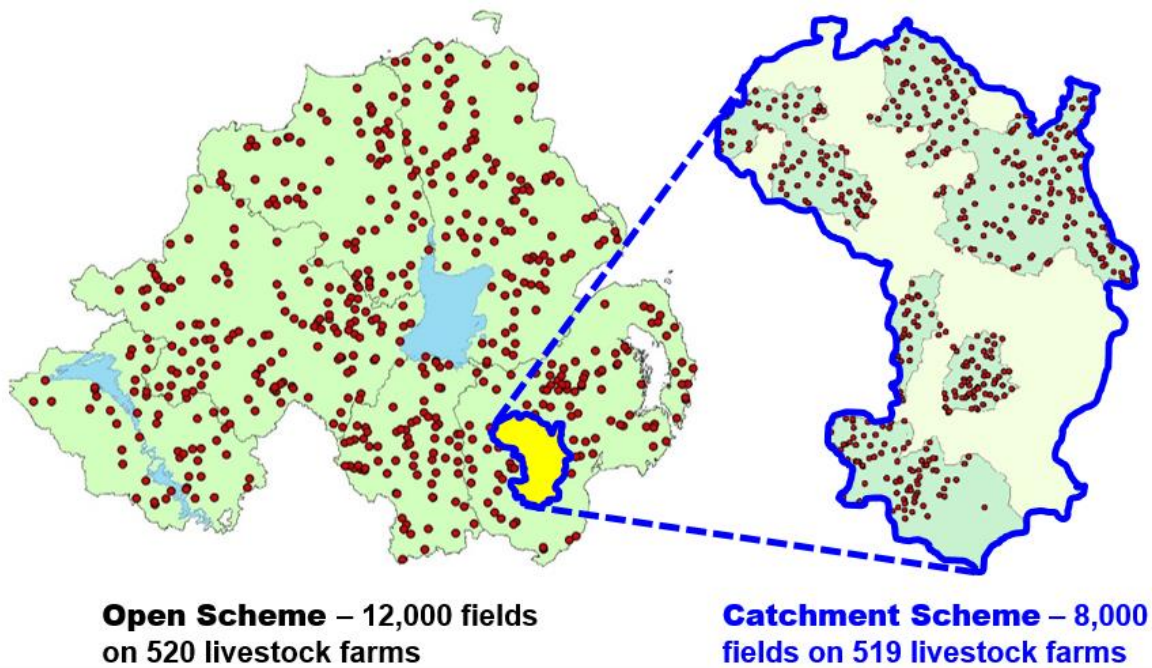 Open Scheme – 12,000 fields
on 520 livestock farms
Catchment Scheme – 8,000
fields on 519 livestock farms